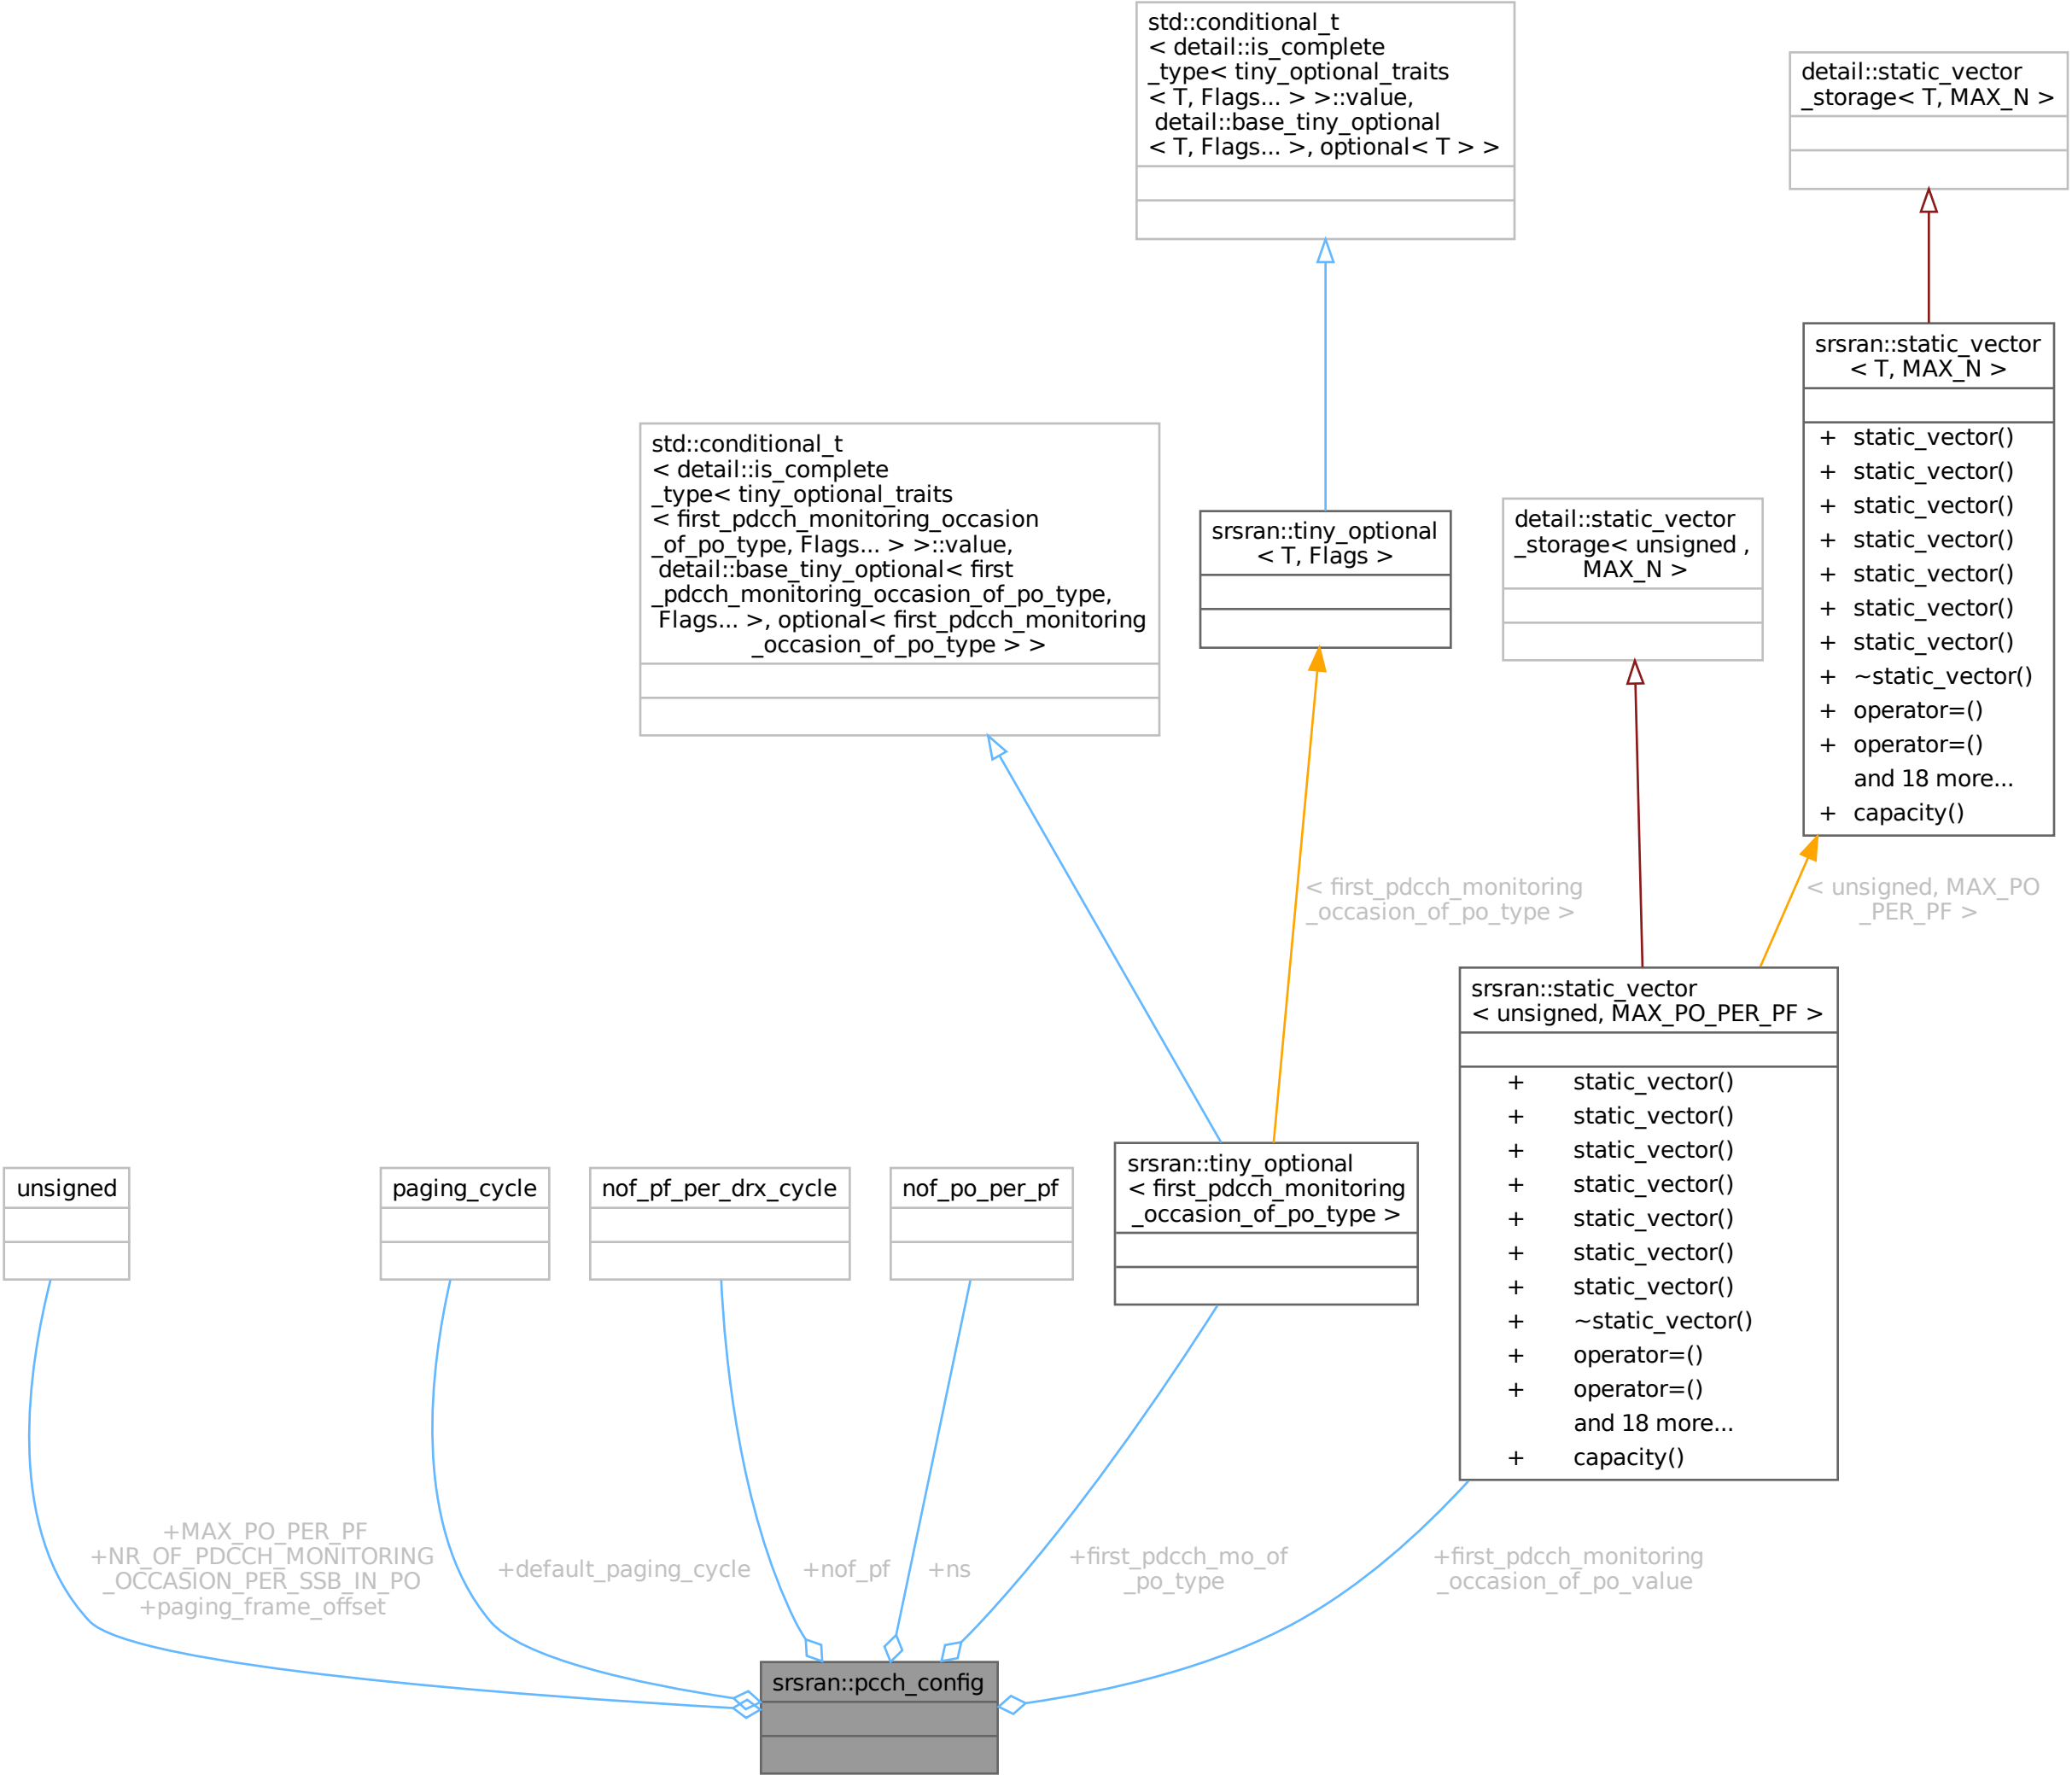 std::conditional_t
< detail::is_complete
_type< tiny_optional_traits
< T, Flags... > >::value,
detail::base_tiny_optional
< T, Flags... >, optional< T > >
detail::static_vector
_storage< T, MAX_N >
srsran::static_vector
< T, MAX_N >
+ static_vector()
+ static_vector()
+ static_vector()
+ static_vector()
+ static_vector()
+ static_vector()
+ static_vector()
+ ~static_vector()
+ operator=()
+ operator=()
and 18 more...
+ capacity()
std::conditional_t
< detail::is_complete
_type< tiny_optional_traits
< first_pdcch_monitoring_occasion
_of_po_type, Flags... > >::value,
detail::base_tiny_optional< first
_pdcch_monitoring_occasion_of_po_type,
Flags... >, optional< first_pdcch_monitoring
_occasion_of_po_type > >
srsran::tiny_optional
< T, Flags >
detail::static_vector
_storage< unsigned ,
MAX_N >
< first_pdcch_monitoring
_occasion_of_po_type >
< unsigned, MAX_PO
_PER_PF >
srsran::static_vector
< unsigned, MAX_PO_PER_PF >
+ static_vector()
+ static_vector()
+ static_vector()
+ static_vector()
+ static_vector()
+ static_vector()
+ static_vector()
+ ~static_vector()
+ operator=()
+ operator=()
and 18 more...
+ capacity()
unsigned
paging_cycle
nof_pf_per_drx_cycle
nof_po_per_pf
srsran::tiny_optional
< first_pdcch_monitoring
_occasion_of_po_type >
+MAX_PO_PER_PF
+NR_OF_PDCCH_MONITORING
_OCCASION_PER_SSB_IN_PO
+paging_frame_offset
+default_paging_cycle
+nof_pf
+ns
+first_pdcch_mo_of
_po_type
+first_pdcch_monitoring
_occasion_of_po_value
srsran::pcch_config